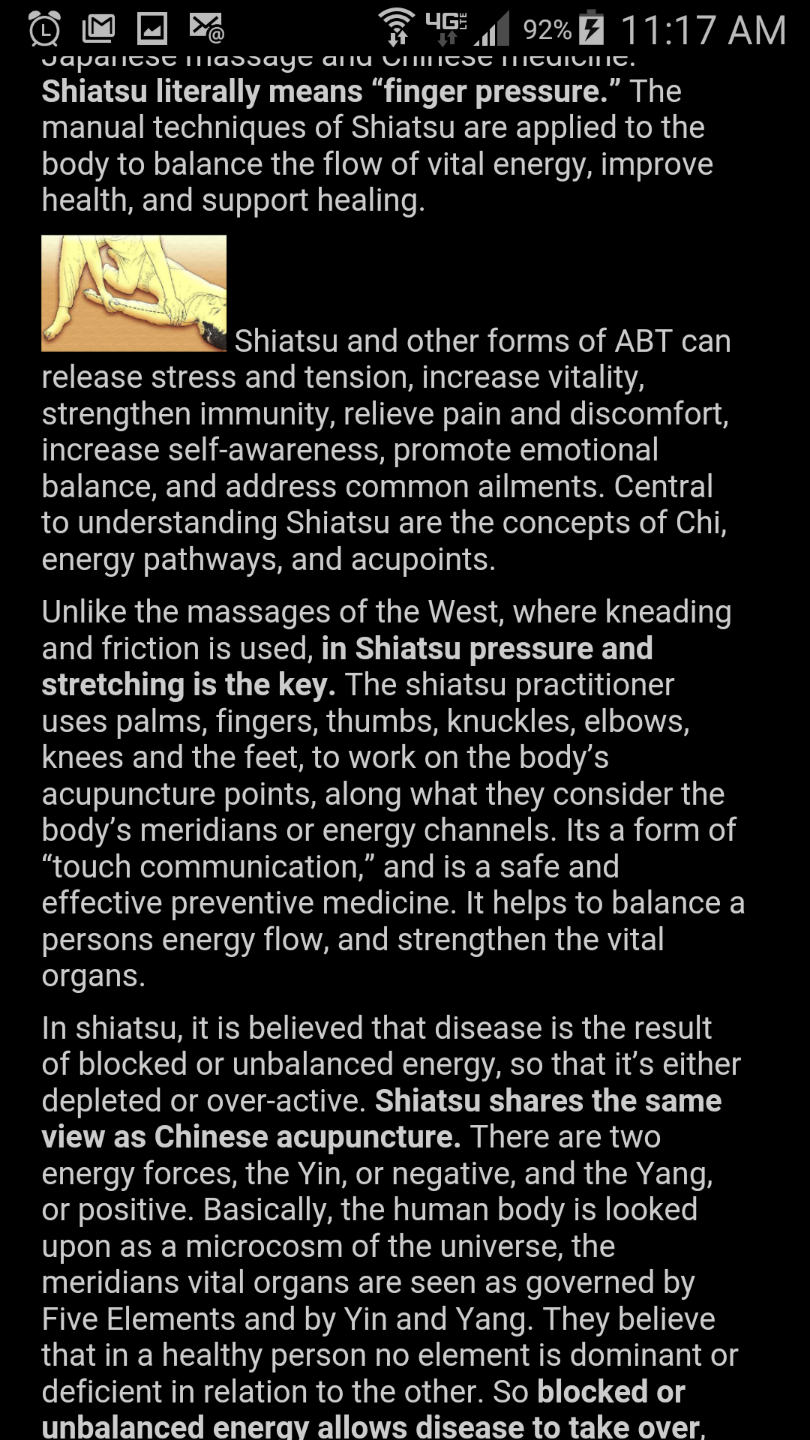 92% 11:17 AM
Japanese massage and Chinese medicine.
Shiatsu literally means “finger pressure.” The
manual techniques of Shiatsu are applied to the
body to balance the flow of vital energy, improve
health, and support healing.
Shiatsu and other forms of ABT can
release stress and tension, increase vitality,
strengthen immunity, relieve pain and discomfort,
increase self-awareness, promote emotional
balance, and address common ailments. Central
to understanding Shiatsu are the concepts of Chi,
energy pathways, and acupoints.
Unlike the massages of the West, where kneading
and friction is used, in Shiatsu pressure and
stretching is the key. The shiatsu practitioner
uses palms, fingers, thumbs, knuckles, elbows,
knees and the feet, to work on the body’s
acupuncture points, along what they consider the
body’s meridians or energy channels. Its a form of
“touch communication,” and is a safe and
effective preventive medicine. It helps to balance a
persons energy flow, and strengthen the vital
organs.
In shiatsu, it is believed that disease is the result
of blocked or unbalanced energy, so that it’s either
depleted or over-active. Shiatsu shares the same
view as Chinese acupuncture. There are two
energy forces, the Yin, or negative, and the Yang,
or positive. Basically, the human body is looked
upon as a microcosm of the universe, the
meridians vital organs are seen as governed by
Five Elements and by Yin and Yang. They believe
that in a healthy person no element is dominant or
deficient in relation to the other. So blocked or
unbalanced energy allows disease to take over,